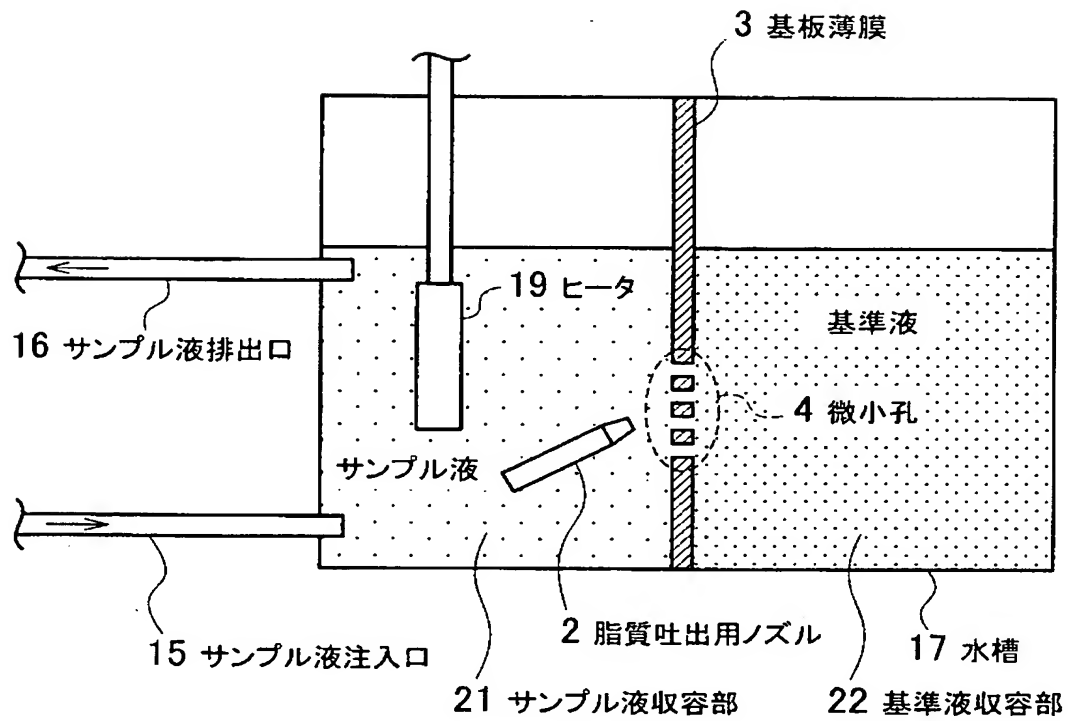 3 基板薄膜
19 ヒータ
基準液
16 サンプル液排出口
4 微小孔
サンプル液
2 脂質吐出用ノズル
15 サンプル液注入口
17 水槽
21 サンプル液収容部
22 基準液収容部